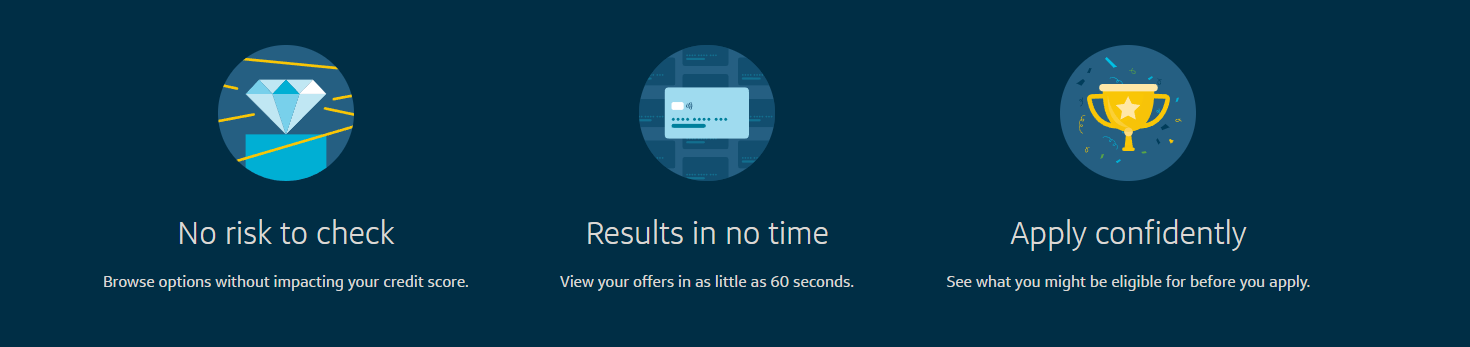 No risk to check
Browse options without impacting your credit score.
Results in no time
View your offers in as little as 60 seconds.
Apply confidently
See what you might be eligible for before you apply.